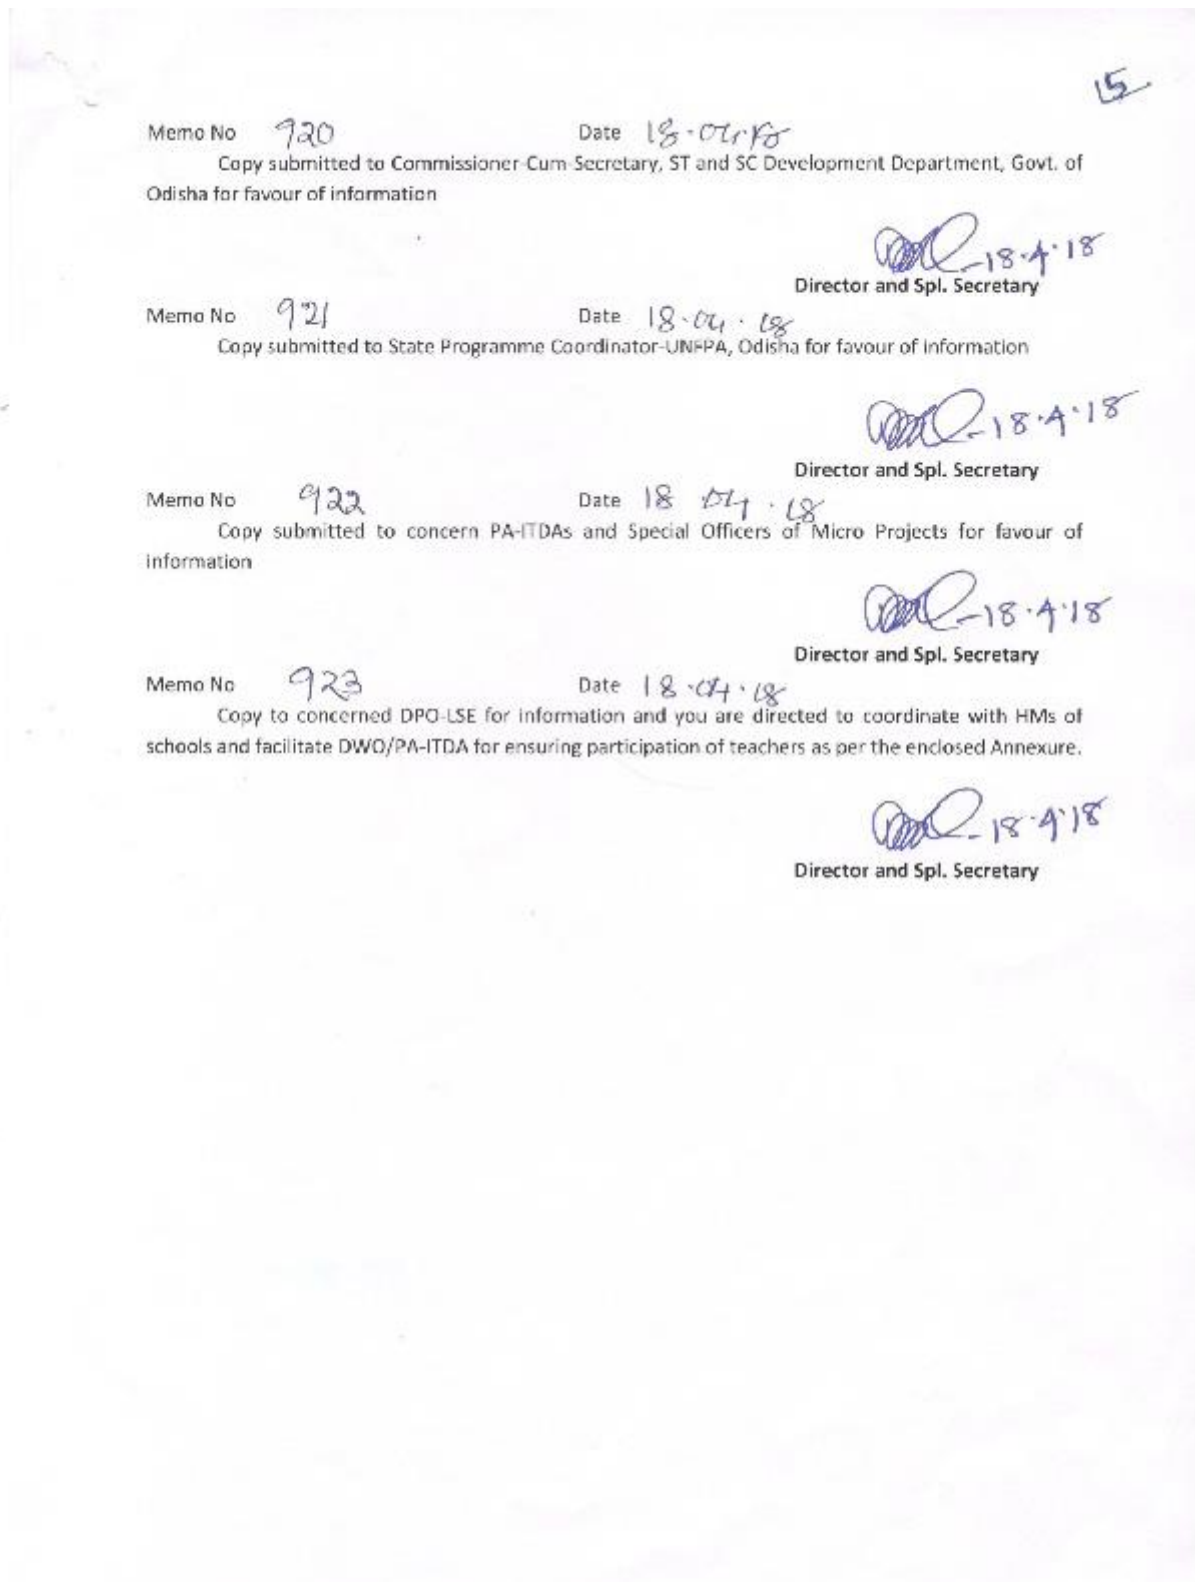 15
Memo No 920 Date 18.04.18
Copy submitted to Commissioner-Cum-Secretary, ST and SC Development Department, Govt. of
Odisha for favour of information
18.4.18
Director and Spl. Secretary
Memo No 921 Date 18.04.18
Copy submitted to State Programme Coordinator-UNFPA, Odisha for favour of information
18.4.18
Director and Spl. Secretary
Memo No 922 Date 18 04.18
Copy submitted to concern PA-ITDAs and Special Officers of Micro Projects for favour of
information
18.4.18
Director and Spl. Secretary
Memo No 923 Date 18.04.18
Copy to concerned DPO-LSE for information and you are directed to coordinate with HMs of
schools and facilitate DWO/PA-ITDA for ensuring participation of teachers as per the enclosed Annexure.
18.4.18
Director and Spl. Secretary